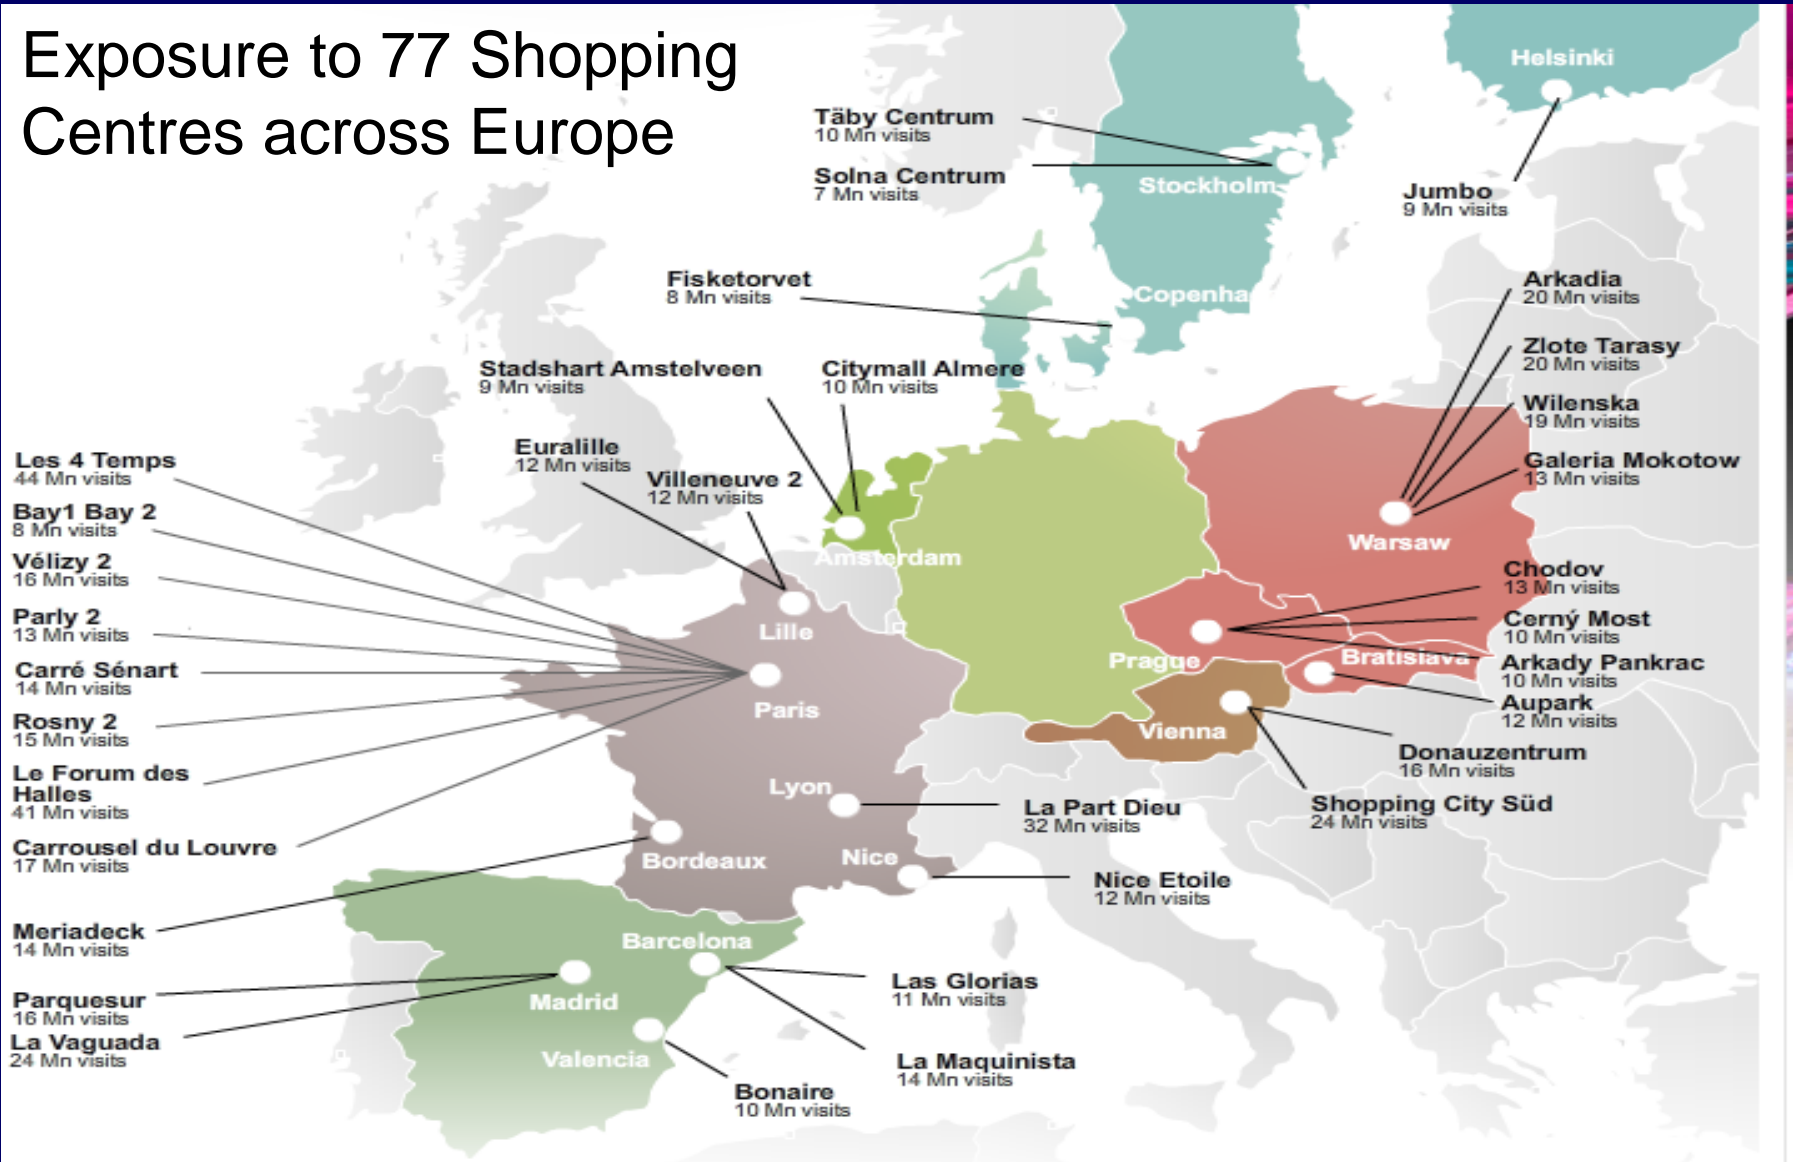 Exposure to 77 Shopping
Centres across Europe
Helsinki
Täby Centrum
10 Mn visits
Solna Centrum
7 Mn visits
Stockholm
Jumbo
9 Mn visits
Fisketorvet
8 Mn visits
Copenha
Arkadia
20 Mn visits
Zlote Tarasy
20 Mn visits
Wilenska
19 Mn visits
Galeria Mokotow
13 Mn visits
Warsaw
Stadshart Amstelveen
9 Mn visits
Citymall Almere
10 Mn visits
Euralille
12 Mn visits
Villeneuve 2
12 Mn visits
Amsterdam
Les 4 Temps
44 Mn visits
Bay1 Bay 2
8 Mn visits
Vélizy 2
16 Mn visits
Parly 2
13 Mn visits
Carré Sénart
14 Mn visits
Rosny 2
15 Mn visits
Le Forum des
Halles
41 Mn visits
Carrousel du Louvre
17 Mn visits
Lille
Paris
Chodov
13 Mn visits
Cerný Most
10 Mn visits
Arkady Pankrac
10 Mn visits
Aupark
12 Mn visits
Prague
Bratislava
Vienna
Donauzentrum
16 Mn visits
Shopping City Süd
24 Mn visits
Lyon
La Part Dieu
32 Mn visits
Bordeaux
Nice
Nice Etoile
12 Mn visits
Meriadeck
14 Mn visits
Parquesur
16 Mn visits
La Vaguada
24 Mn visits
Barcelona
Madrid
Valencia
Las Glorias
11 Mn visits
La Maquinista
14 Mn visits
Bonaire
10 Mn visits